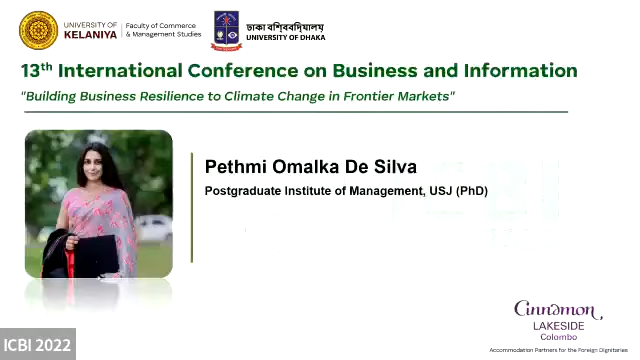 UNIVERSITY OF
KELANIYA
Faculty of Commerce
& Management Studies
ঢাকা বিশ্ববিদ্যালয়
UNIVERSITY OF DHAKA
13th International Conference on Business and Information
"Building Business Resilience to Climate Change in Frontier Markets"
Pethmi Omalka De Silva
Postgraduate Institute of Management, USJ (PhD)
Cinnamon
LAKESIDE
Colombo
Accommodation Partners for the Foreign Dignitaries
ICBI 2022